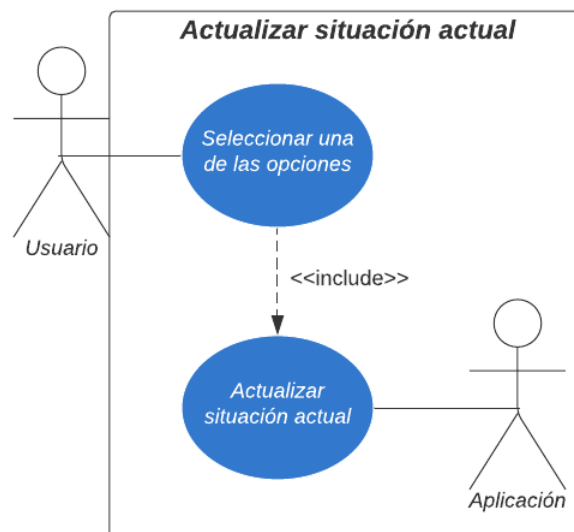 Actualizar situación actual
Seleccionar una
de las opciones
Usuario
<<include>>
Actualizar
situación actual
Aplicación